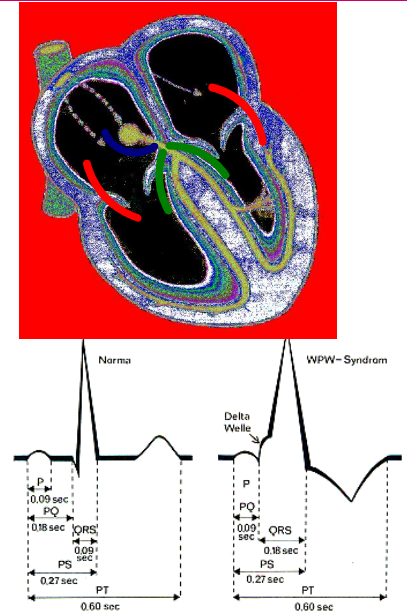 Norma
WPW-Syndrom
Delta
Welle
P
0.09 sec
PQ
0.18 sec
QRS
0.09
sec
PS
0.27 sec
PT
0.60 sec
P
PQ
0.09
sec
QRS
0.18 sec
PS
0.27 sec
PT
0.60 sec